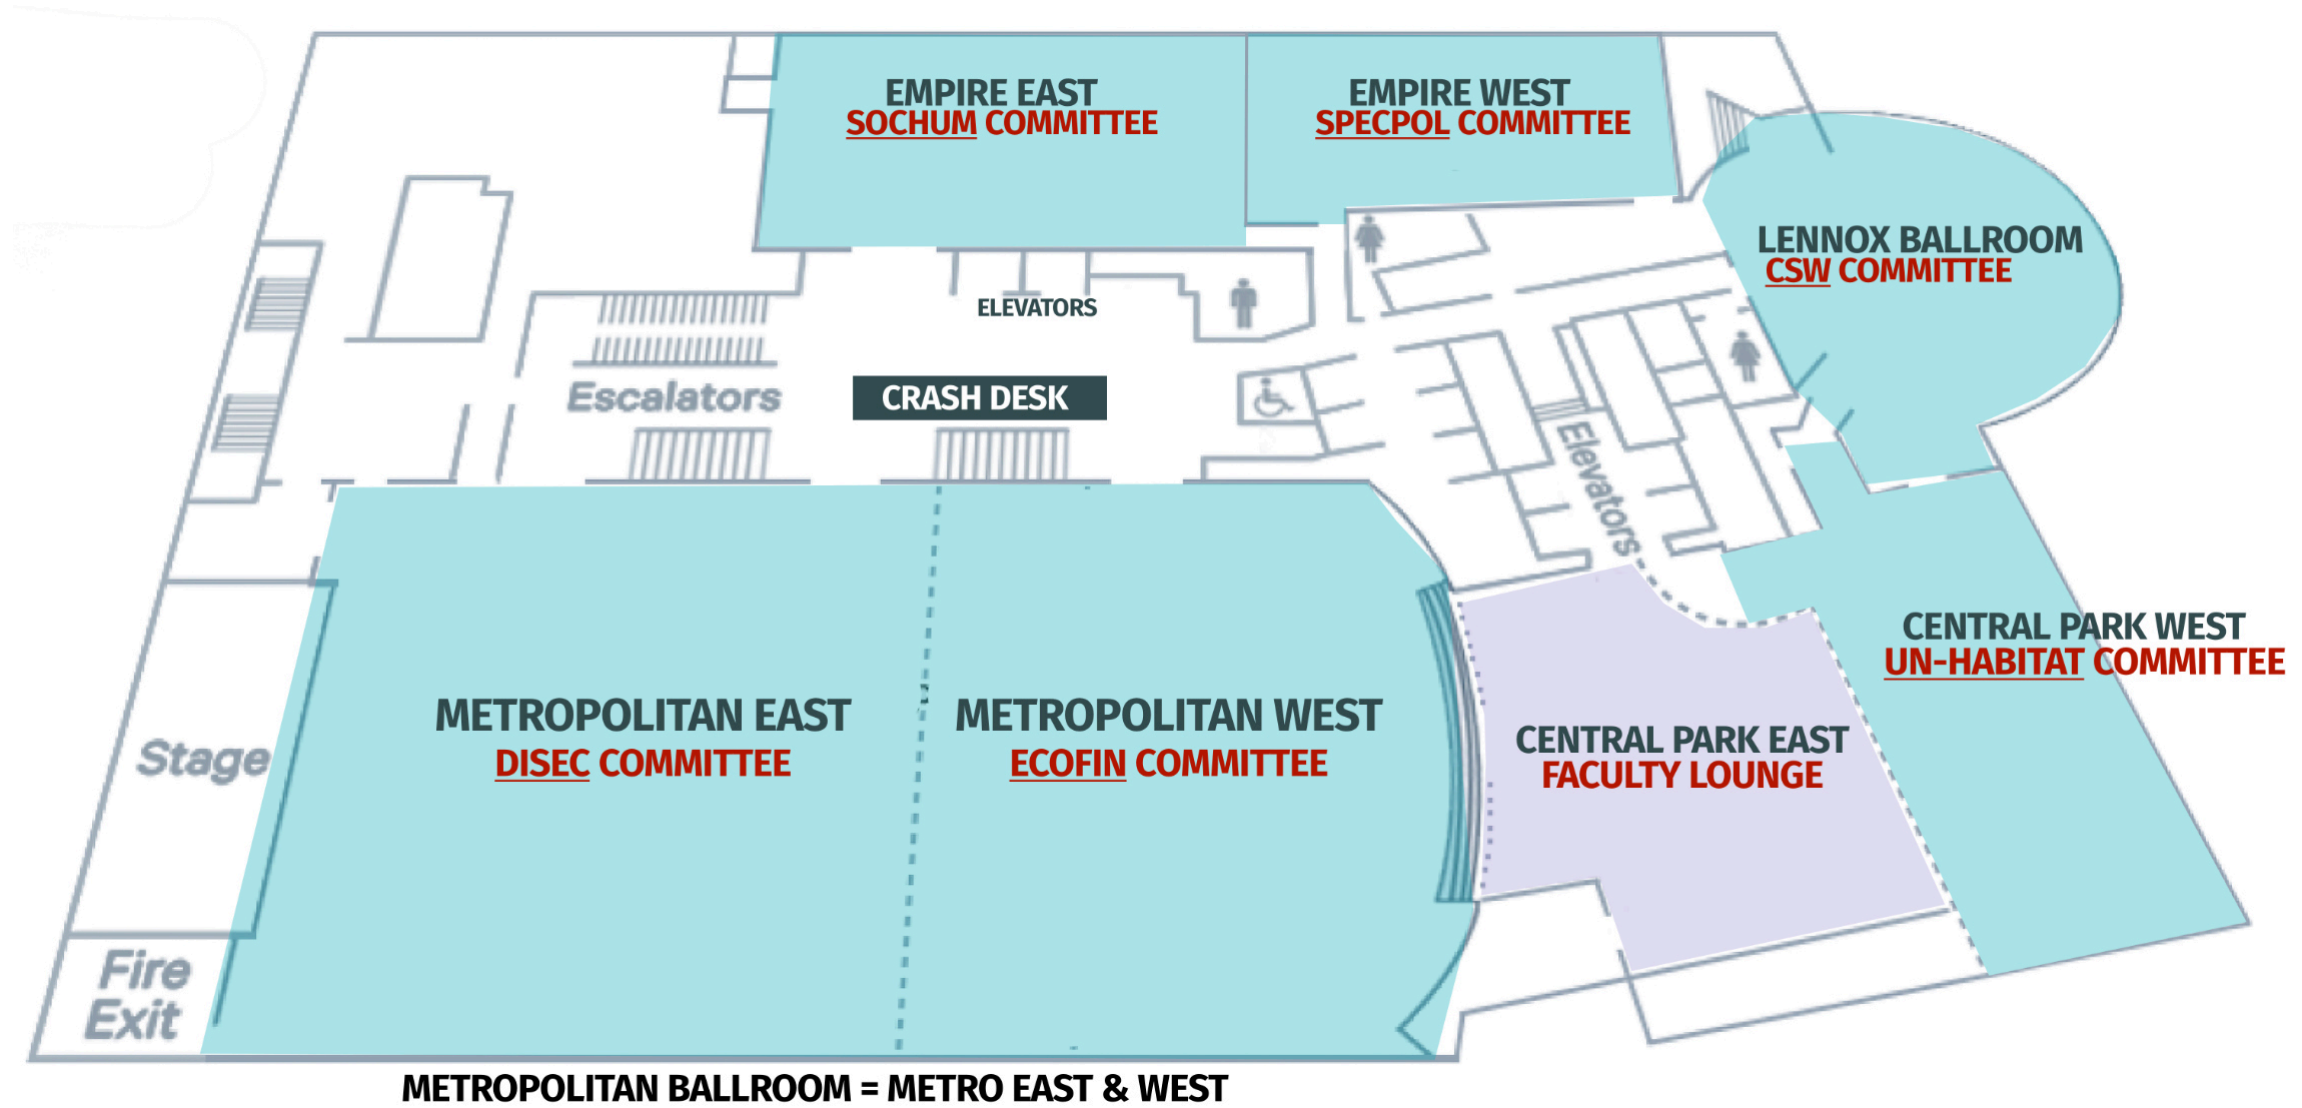 EMPIRE EAST
SOCHUM COMMITTEE
EMPIRE WEST
SPECPOL COMMITTEE
LENNOX BALLROOM
CSW COMMITTEE
ELEVATORS
Escalators
CRASH DESK
Elevators
CENTRAL PARK WEST
UN-HABITAT COMMITTEE
METROPOLITAN EAST
DISEC COMMITTEE
METROPOLITAN WEST
ECOFIN COMMITTEE
CENTRAL PARK EAST
FACULTY LOUNGE
Stage
Fire
Exit
METROPOLITAN BALLROOM = METRO EAST & WEST